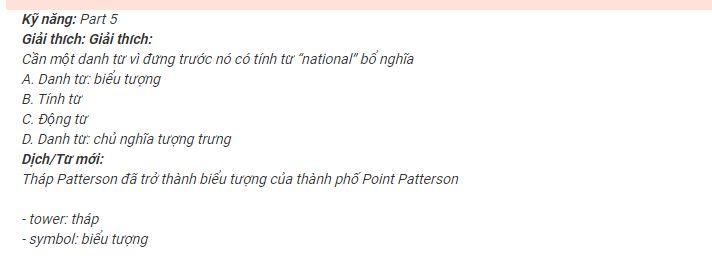 Kỹ năng: Part 5
Giải thích: Giải thích:
Cần một danh từ vì đứng trước nó có tính từ “national” bổ nghĩa
A. Danh từ: biểu tượng
B. Tính từ
C. Động từ
D. Danh từ: chủ nghĩa tượng trưng
Dịch/Từ mới:
Tháp Patterson đã trở thành biểu tượng của thành phố Point Patterson
- tower: tháp
- symbol: biểu tượng